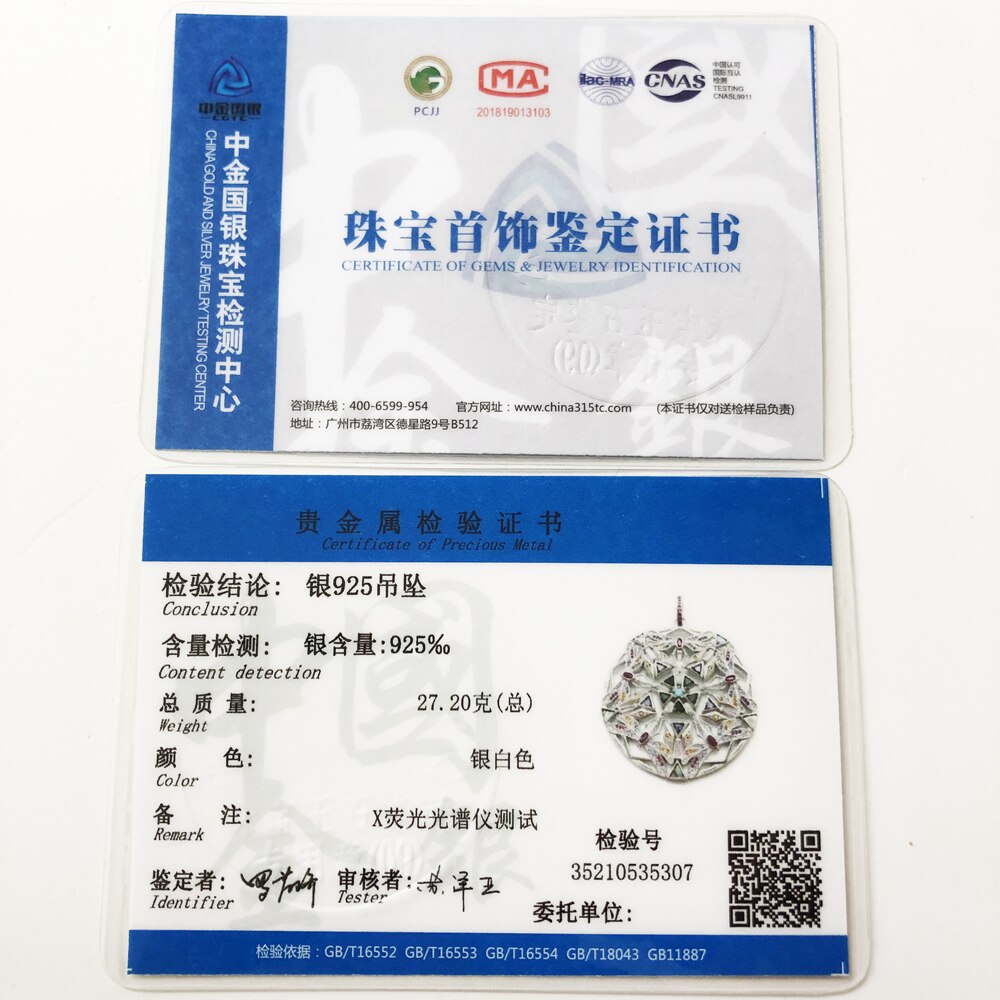 中金國銀
CGTC
中金国银珠宝检测中心
CHINA GOLD AND SILVER JEWELRY TESTING CENTER
PCJJ
MA
201819013103
ilac-MRA
CNAS
中国认可
国际互认
检测
TESTING
CNASL9911
珠宝首饰鉴定证书
CERTIFICATE OF GEMS & JEWELRY IDENTIFICATION
咨询热线：400-6599-954 官方网址：www.china315tc.com (本证书仅对送检样品负责)
地址：广州市荔湾区德星路9号B512
贵金属检验证书
Certificate of Precious Metal
检验结论: 银925吊坠
Conclusion
含量检测: 银含量:925‰
Content detection
总质量: 27.20克(总)
Weight
颜色: 银白色
Color
备注: X荧光光谱仪测试
Remark
检验号
35210535307
鉴定者: 审核者:
Identifier Tester
委托单位:
检验依据：GB/T16552 GB/T16553 GB/T16554 GB/T18043 GB11887